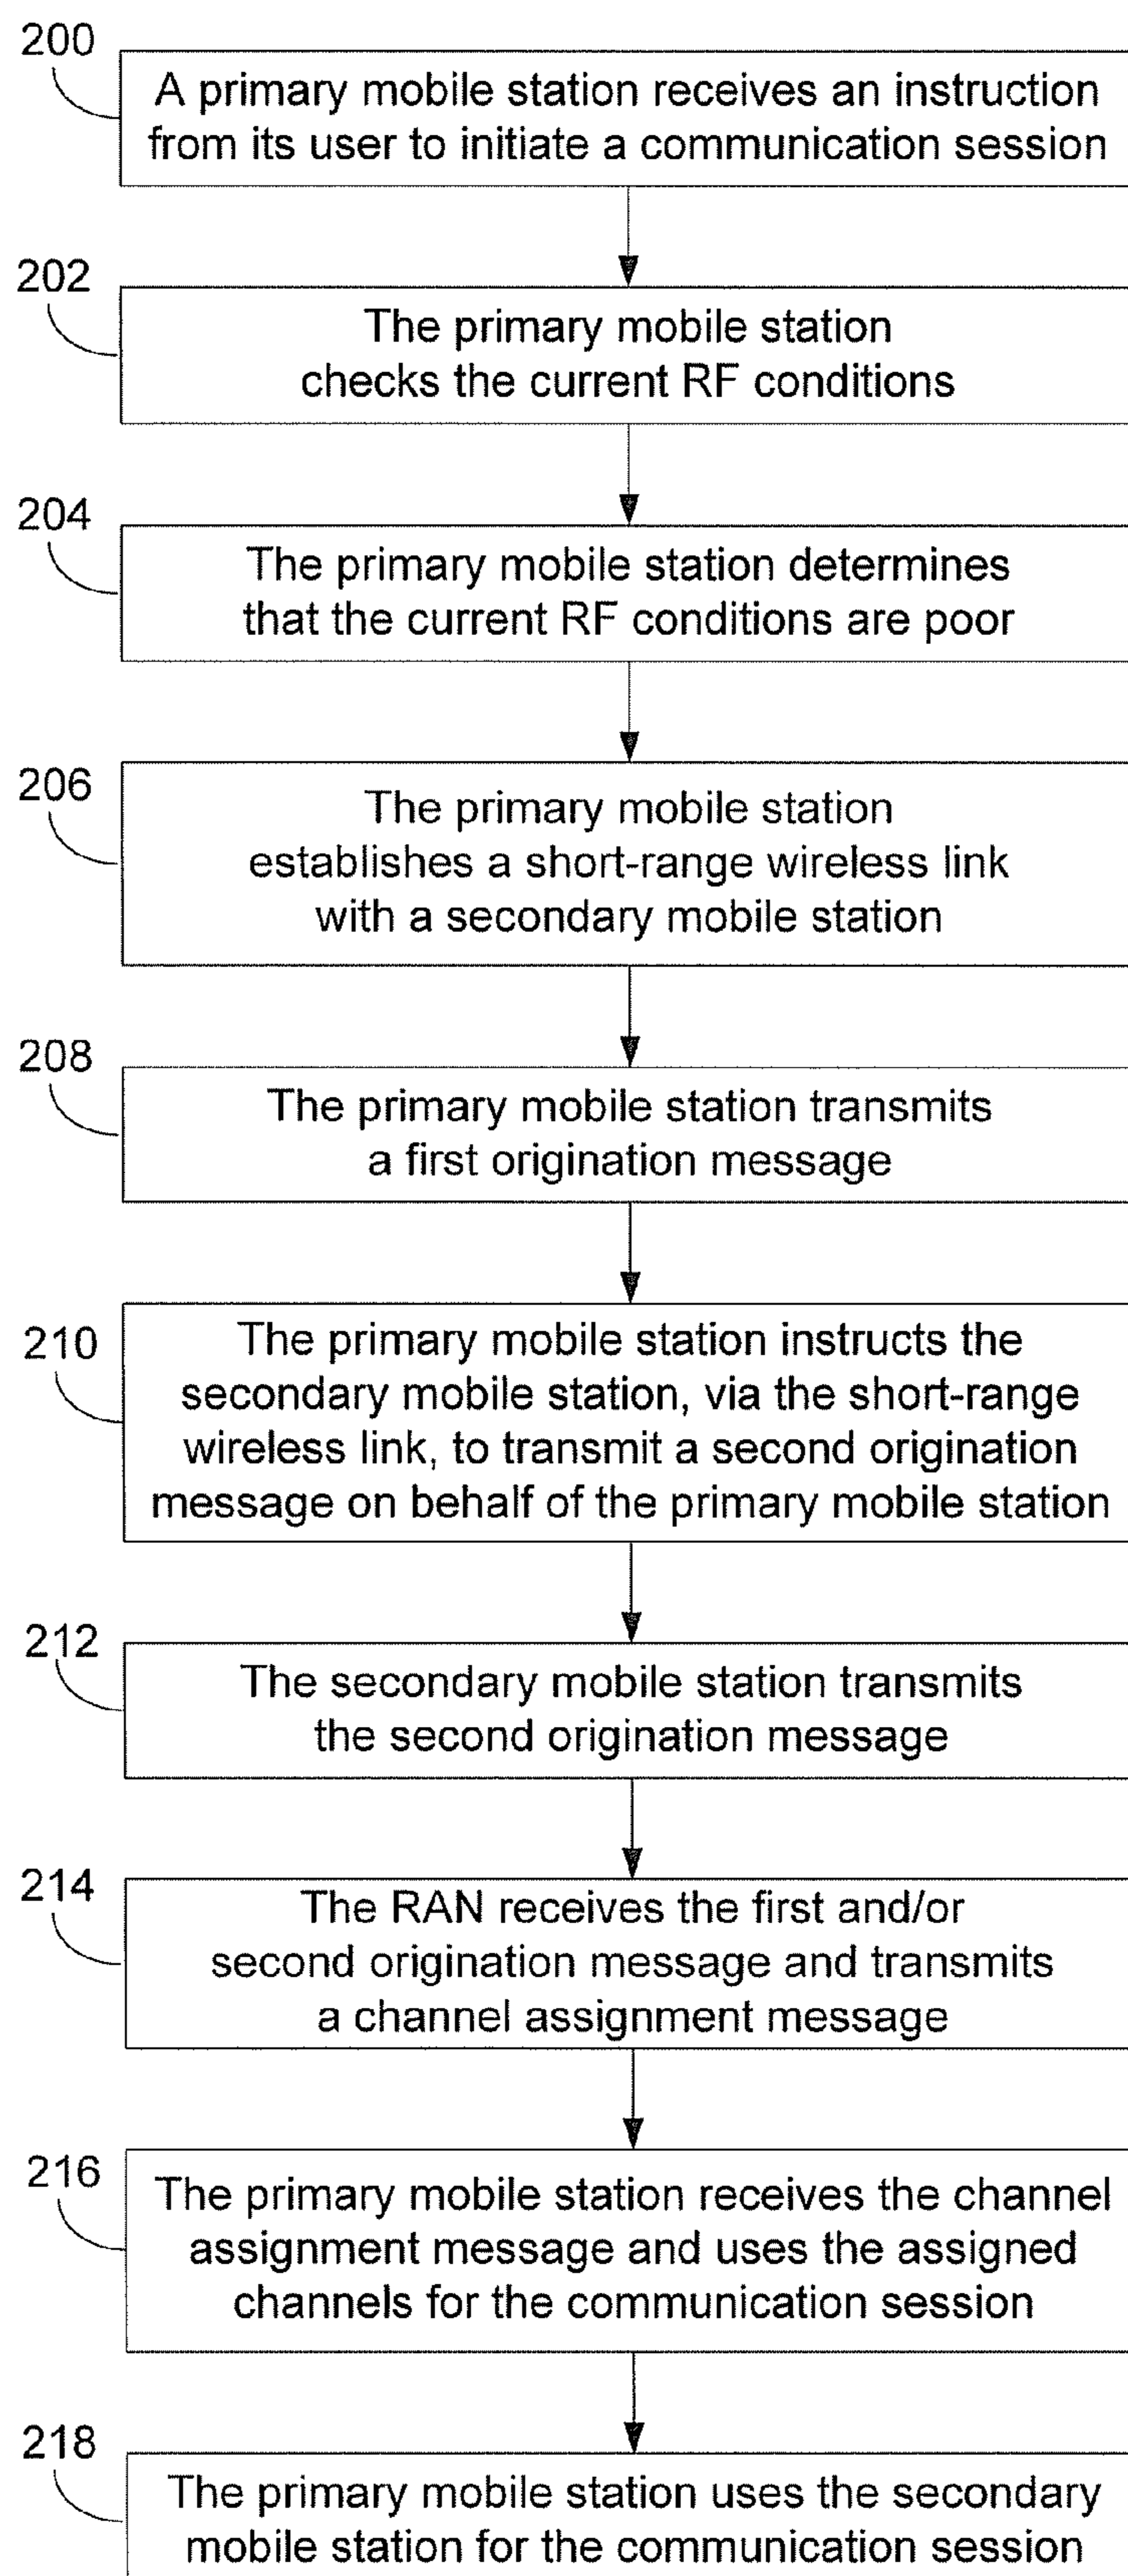 200
A primary mobile station receives an instruction
from its user to initiate a communication session
202
The primary mobile station
checks the current RF conditions
204
The primary mobile station determines
that the current RF conditions are poor
206
The primary mobile station
establishes a short-range wireless link
with a secondary mobile station
208
The primary mobile station transmits
a first origination message
210
The primary mobile station instructs the
secondary mobile station, via the short-range
wireless link, to transmit a second origination
message on behalf of the primary mobile station
212
The secondary mobile station transmits
the second origination message
214
The RAN receives the first and/or
second origination message and transmits
a channel assignment message
216
The primary mobile station receives the channel
assignment message and uses the assigned
channels for the communication session
218
The primary mobile station uses the secondary
mobile station for the communication session